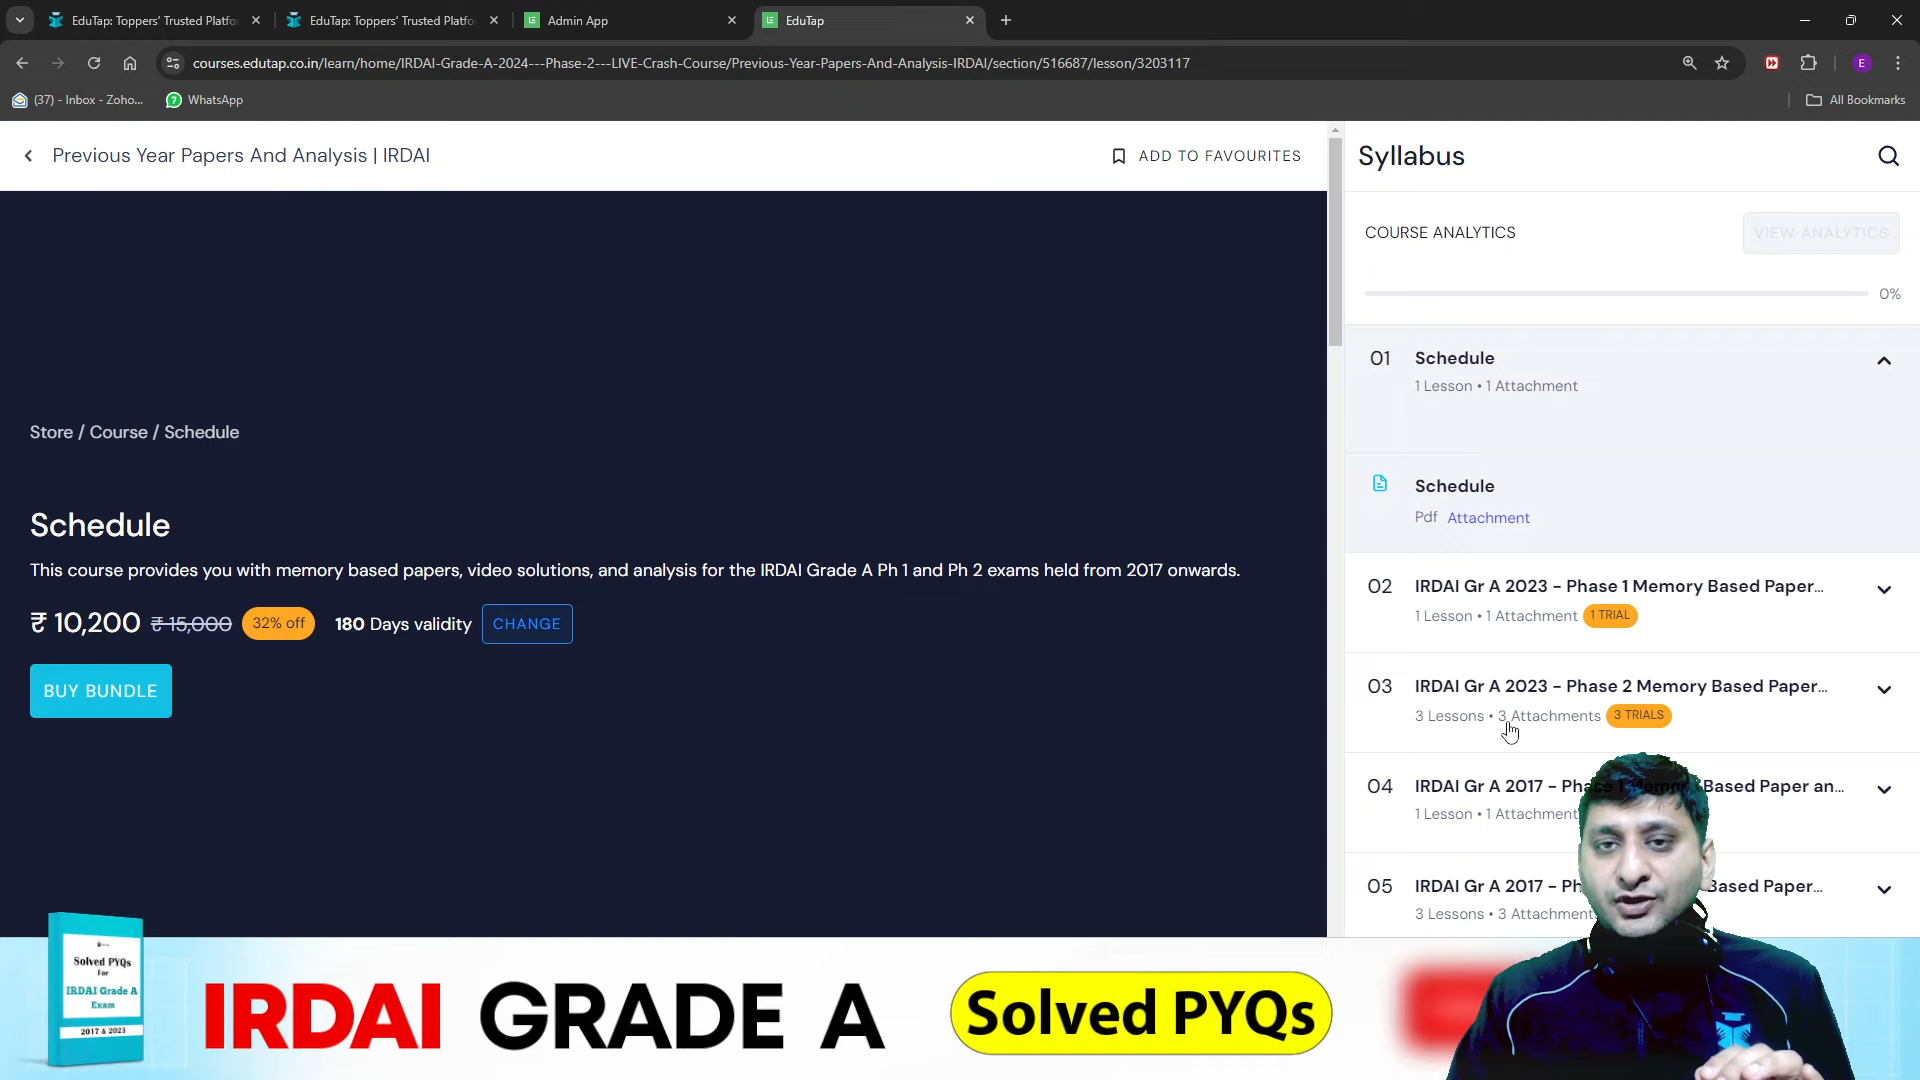 EduTap: Toppers' Trusted Platfo
EduTap: Toppers' Trusted Platfo
Admin App
EduTap
courses.edutap.co.in/learn/home/IRDAI-Grade-A-2024---Phase-2---LIVE-Crash-Course/Previous-Year-Papers-And-Analysis-IRDAI/section/516687/lesson/3203117
E
(37) - Inbox - Zoho...
7
WhatsApp
All Bookmarks
Previous Year Papers And Analysis | IRDAI
ADD TO FAVOURITES
Store / Course / Schedule
Schedule
This course provides you with memory based papers, video solutions, and analysis for the IRDAI Grade A Ph 1 and Ph 2 exams held from 2017 onwards.
₹ 10,200 ₹ 15,000 32% off 180 Days validity CHANGE
BUY BUNDLE
Syllabus
COURSE ANALYTICS
VIEW ANALYTICS
0%
01 Schedule
1 Lesson • 1 Attachment
Schedule
Pdf Attachment
02 IRDAI Gr A 2023 - Phase 1 Memory Based Paper...
1 Lesson • 1 Attachment 1 TRIAL
03 IRDAI Gr A 2023 - Phase 2 Memory Based Paper...
3 Lessons • 3 Attachments 3 TRIALS
04 IRDAI Gr A 2017 - Phase 1 Memory Based Paper an...
1 Lesson • 1 Attachment
05 IRDAI Gr A 2017 - Ph Based Paper...
3 Lessons • 3 Attachment
Solved PYQs
For
IRDAI Grade A
Exam
2017 & 2023
IRDAI GRADE A
Solved PYQs